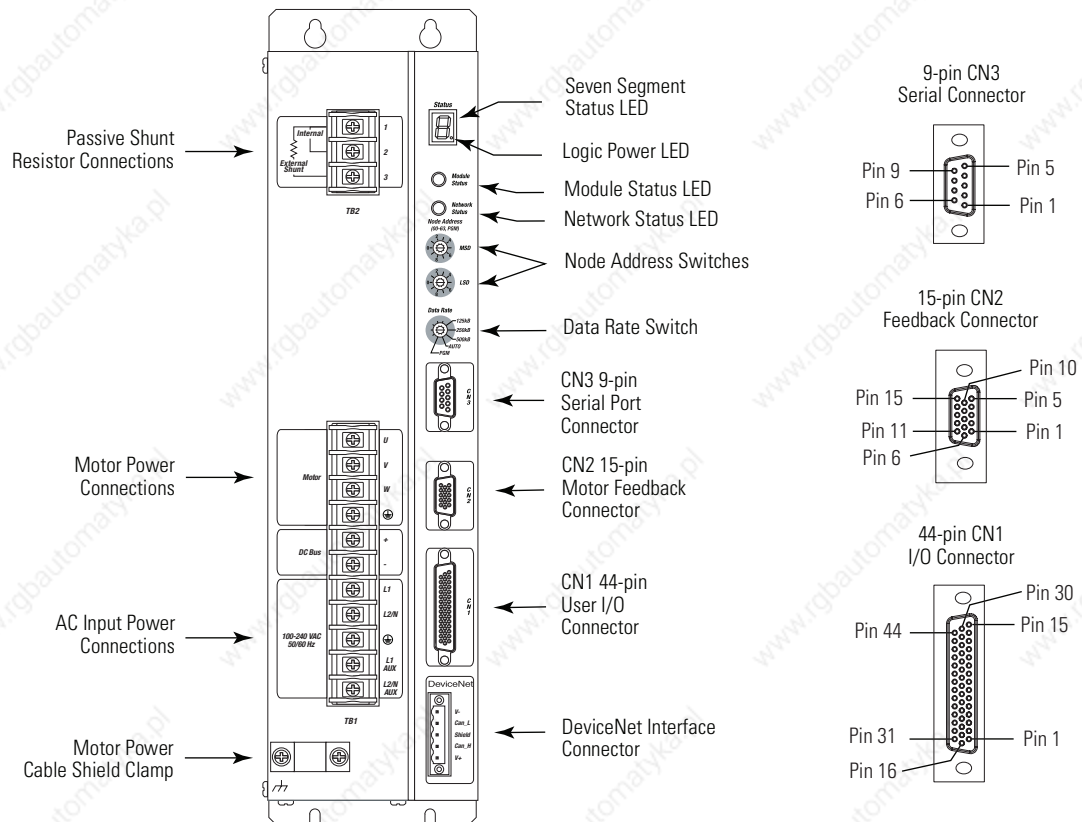 Passive Shunt
Resistor Connections
Motor Power
Connections
AC Input Power
Connections
Motor Power
Cable Shield Clamp
Internal
External
Shunt
1
2
3
TB2
Motor
U
V
W
DC Bus
+
-
100-240 VAC
50/60 Hz
L1
L2/N
L1
AUX
L2/N
AUX
TB1
Status
Module
Status
Network
Status
Node Address
(00-63, PGM)
MSD
LSD
Data Rate
125kB
250kB
500kB
AUTO
PGM
CN3
CN2
CN1
DeviceNet
V-
Can_L
Shield
Can_H
V+
Seven Segment
Status LED
Logic Power LED
Module Status LED
Network Status LED
Node Address Switches
Data Rate Switch
CN3 9-pin
Serial Port
Connector
CN2 15-pin
Motor Feedback
Connector
CN1 44-pin
User I/O
Connector
DeviceNet Interface
Connector
9-pin CN3
Serial Connector
Pin 9
Pin 5
Pin 6
Pin 1
15-pin CN2
Feedback Connector
Pin 10
Pin 15
Pin 5
Pin 11
Pin 1
Pin 6
44-pin CN1
I/O Connector
Pin 30
Pin 44
Pin 15
Pin 31
Pin 1
Pin 16
www.rgbautomatyka.pl